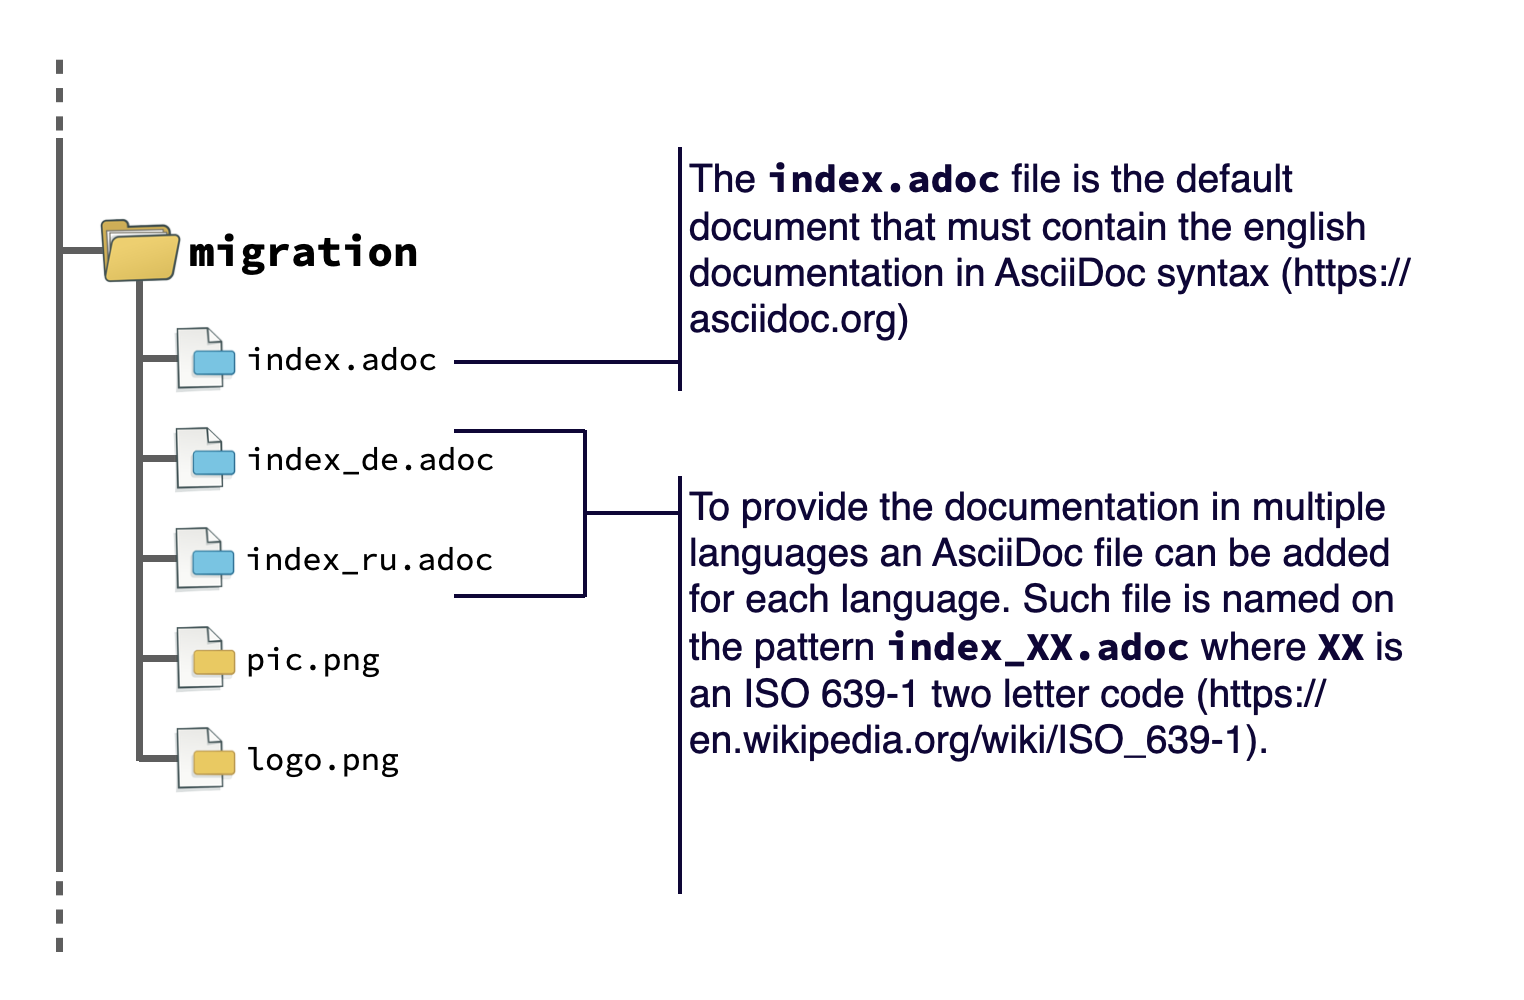 The index.adoc file is the default
document that must contain the english
documentation in AsciiDoc syntax (https://
asciidoc.org)
migration
index.adoc
index_de.adoc
index_ru.adoc
pic.png
logo.png
To provide the documentation in multiple
languages an AsciiDoc file can be added
for each language. Such file is named on
the pattern index_XX.adoc where XX is
an ISO 639-1 two letter code (https://
en.wikipedia.org/wiki/ISO_639-1).